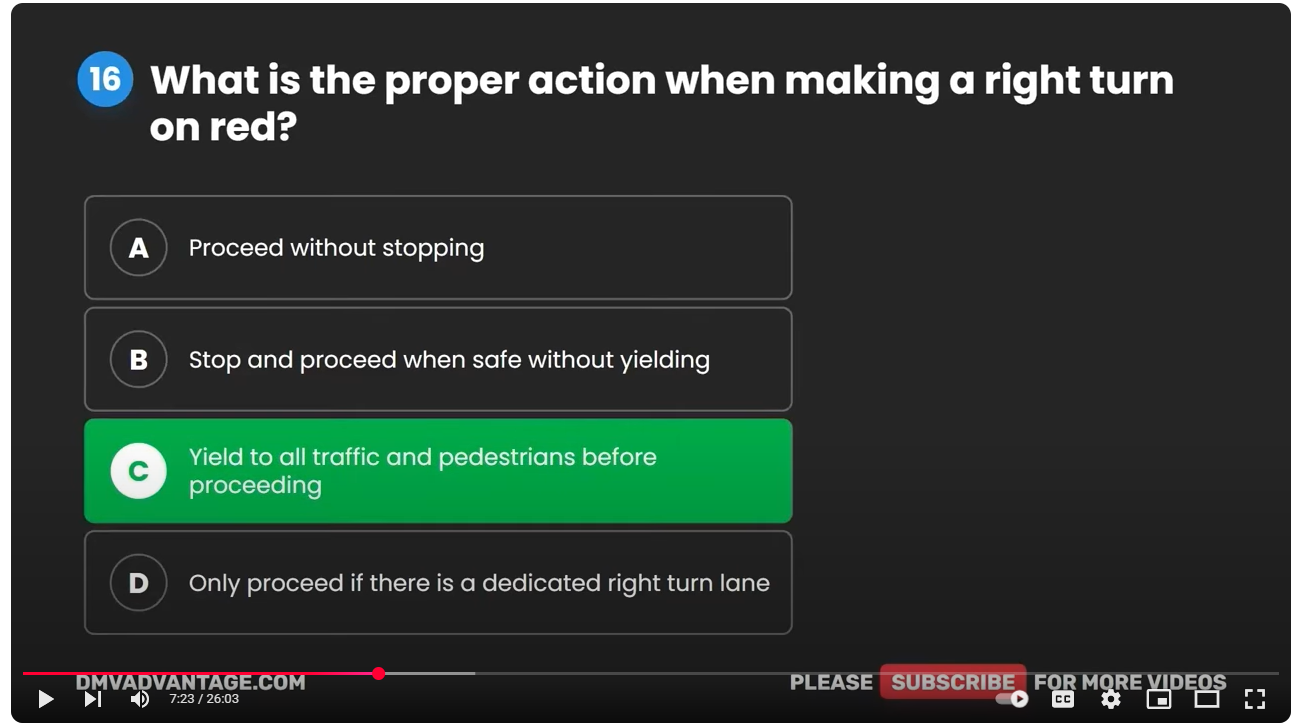 16 What is the proper action when making a right turn
on red?
A Proceed without stopping
B Stop and proceed when safe without yielding
C Yield to all traffic and pedestrians before
proceeding
D Only proceed if there is a dedicated right turn lane
DMVADVANTAGE.COM
PLEASE SUBSCRIBE FOR MORE VIDEOS
7:23 / 26:03
CC